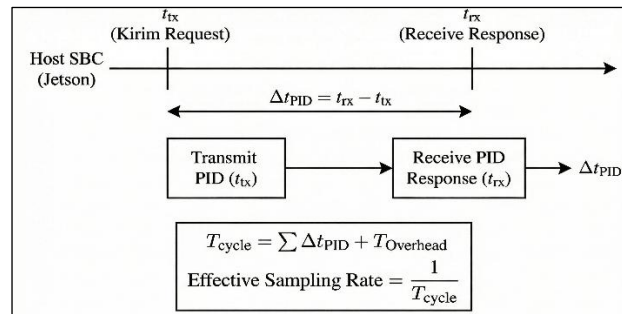 t_tx
(Kirim Request)
t_rx
(Receive Response)
Host SBC
(Jetson)
Δt_PID = t_rx − t_tx
Transmit
PID (t_tx)
Receive PID
Response (t_rx)
Δt_PID
T_cycle = ∑ Δt_PID + T_Overhead
Effective Sampling Rate = 1/T_cycle